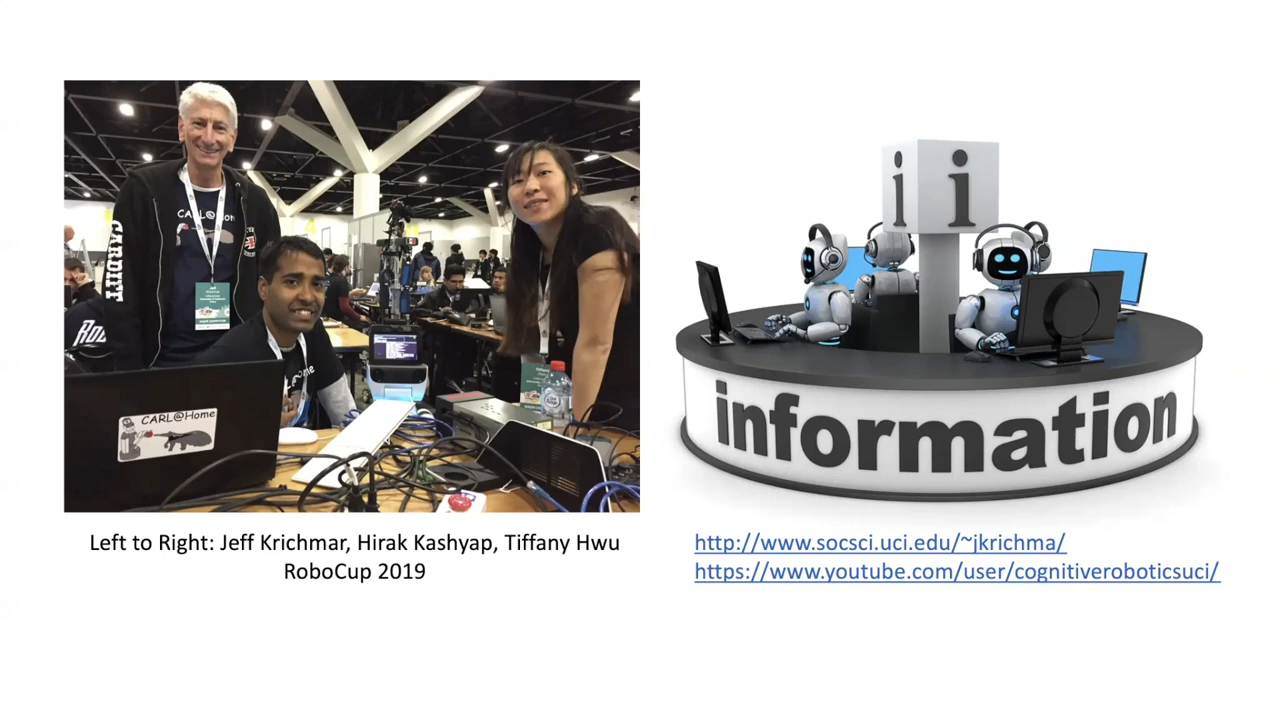 CARL@Home
CARDIFF
CARL@Home
i i
information
Left to Right: Jeff Krichmar, Hirak Kashyap, Tiffany Hwu
RoboCup 2019
http://www.socsci.uci.edu/~jkrichma/
https://www.youtube.com/user/cognitiveroboticsuci/